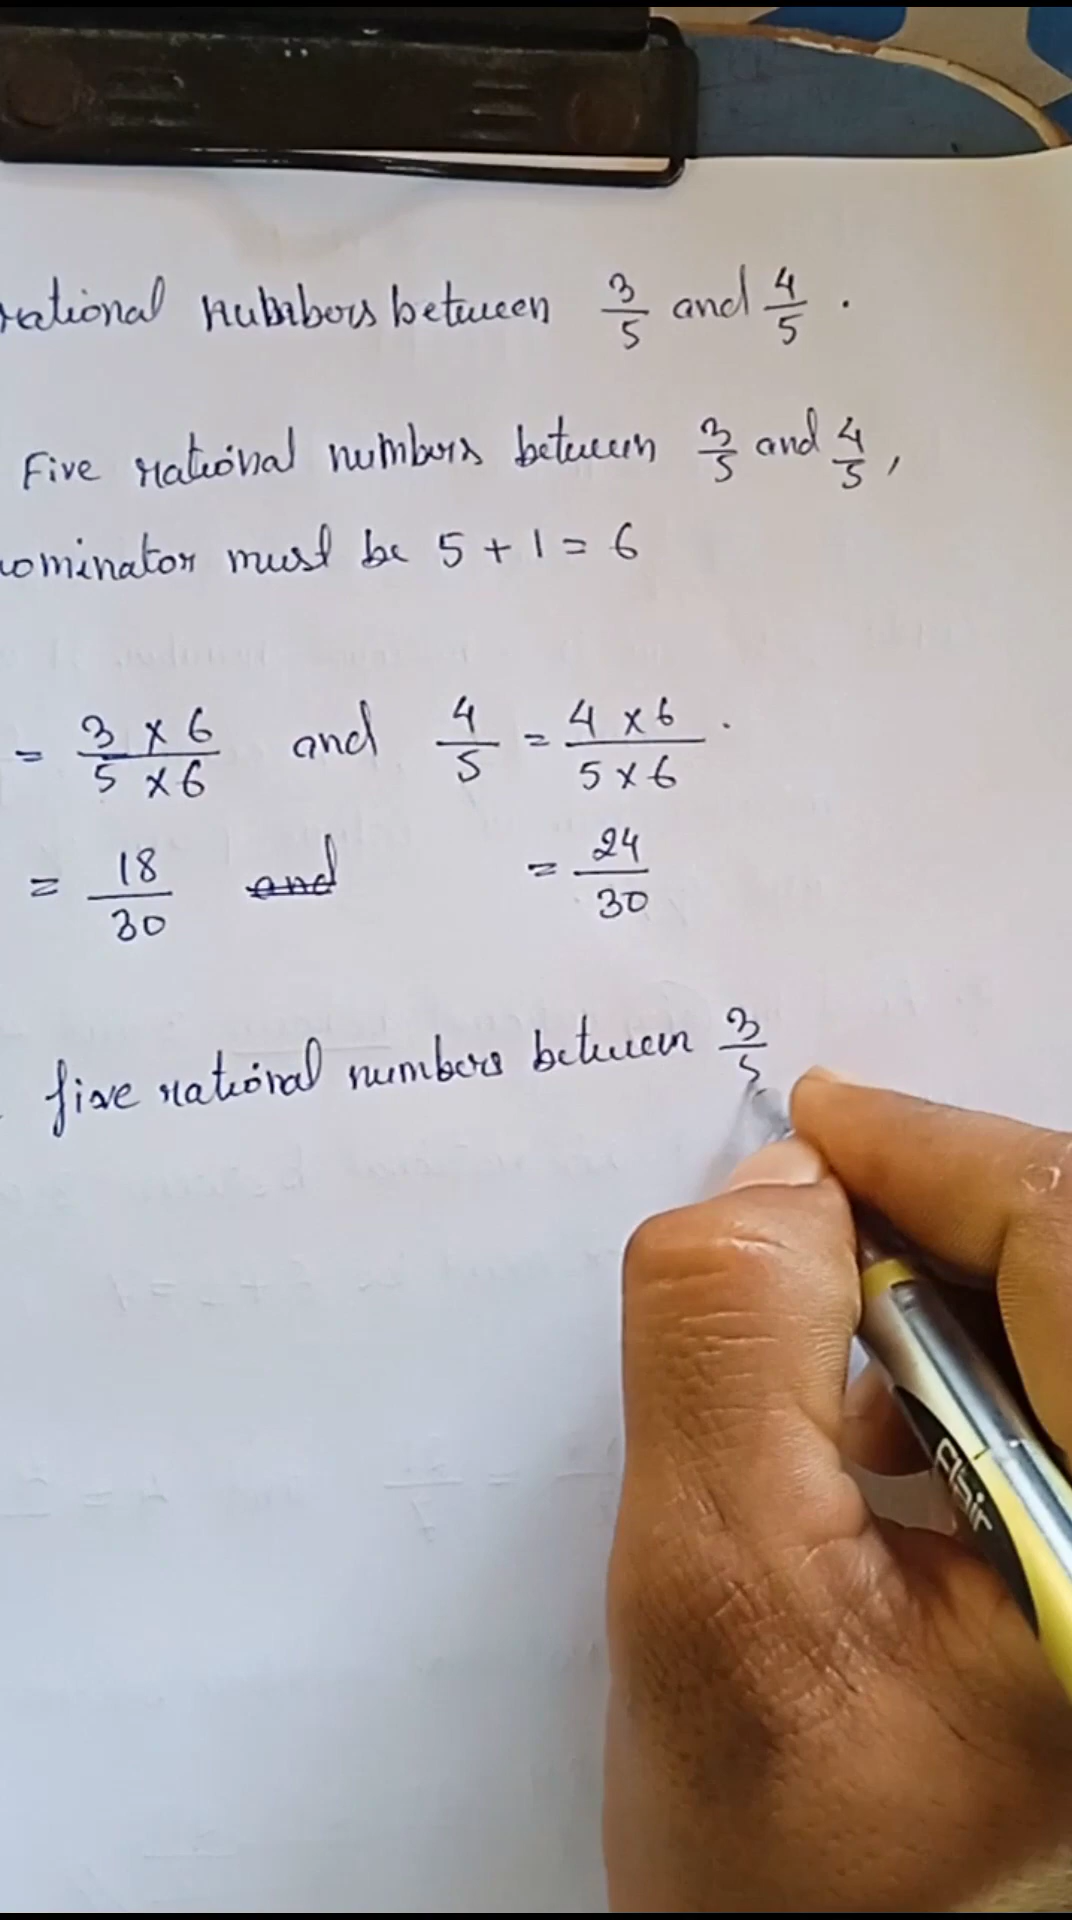 rational numbers between 3/5 and 4/5 .
Five rational numbers between 3/5 and 4/5 ,
nominator must be 5 + 1 = 6
= 3 x 6 / 5 x 6 and 4/5 = 4 x 6 / 5 x 6 .
= 18/30 and = 24/30
five rational numbers between 3/5
Flair